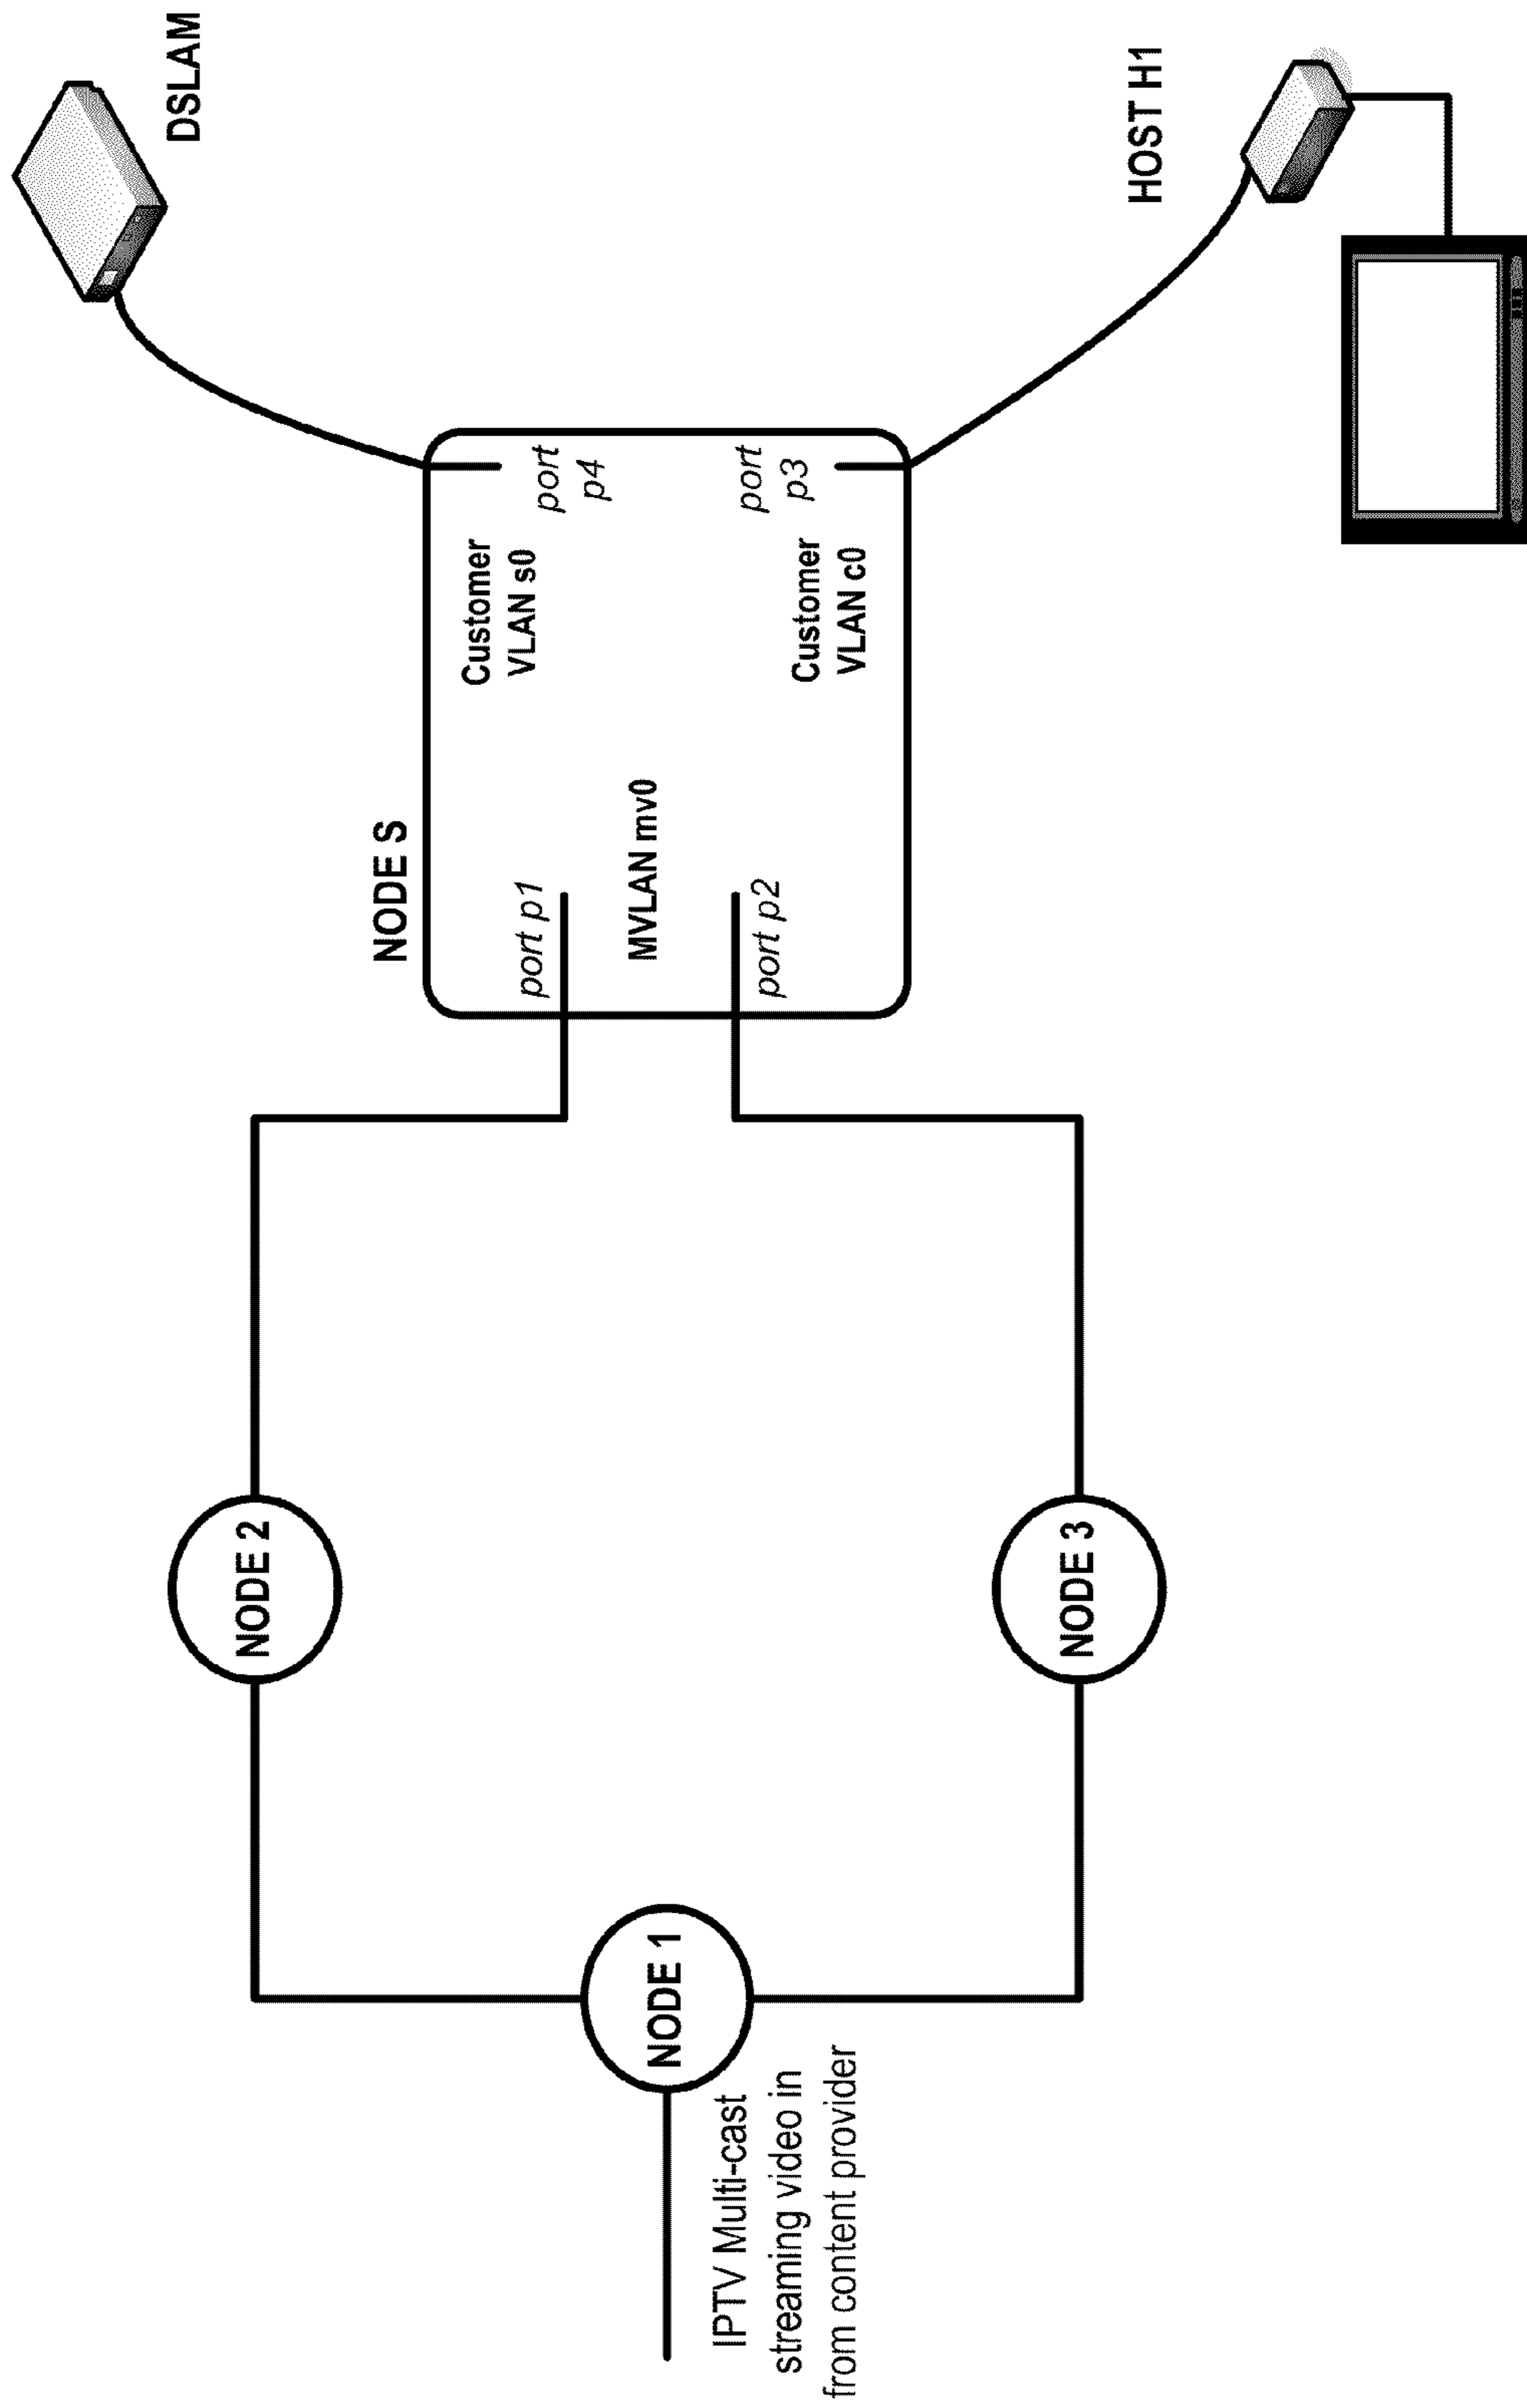 IPTV Multi-cast
streaming video in
from content provider
NODE 1
NODE 2
NODE 3
NODE S
port p1
MVLAN mv0
port p2
Customer
VLAN s0
port
p4
Customer
VLAN c0
port
p3
DSLAM
HOST H1